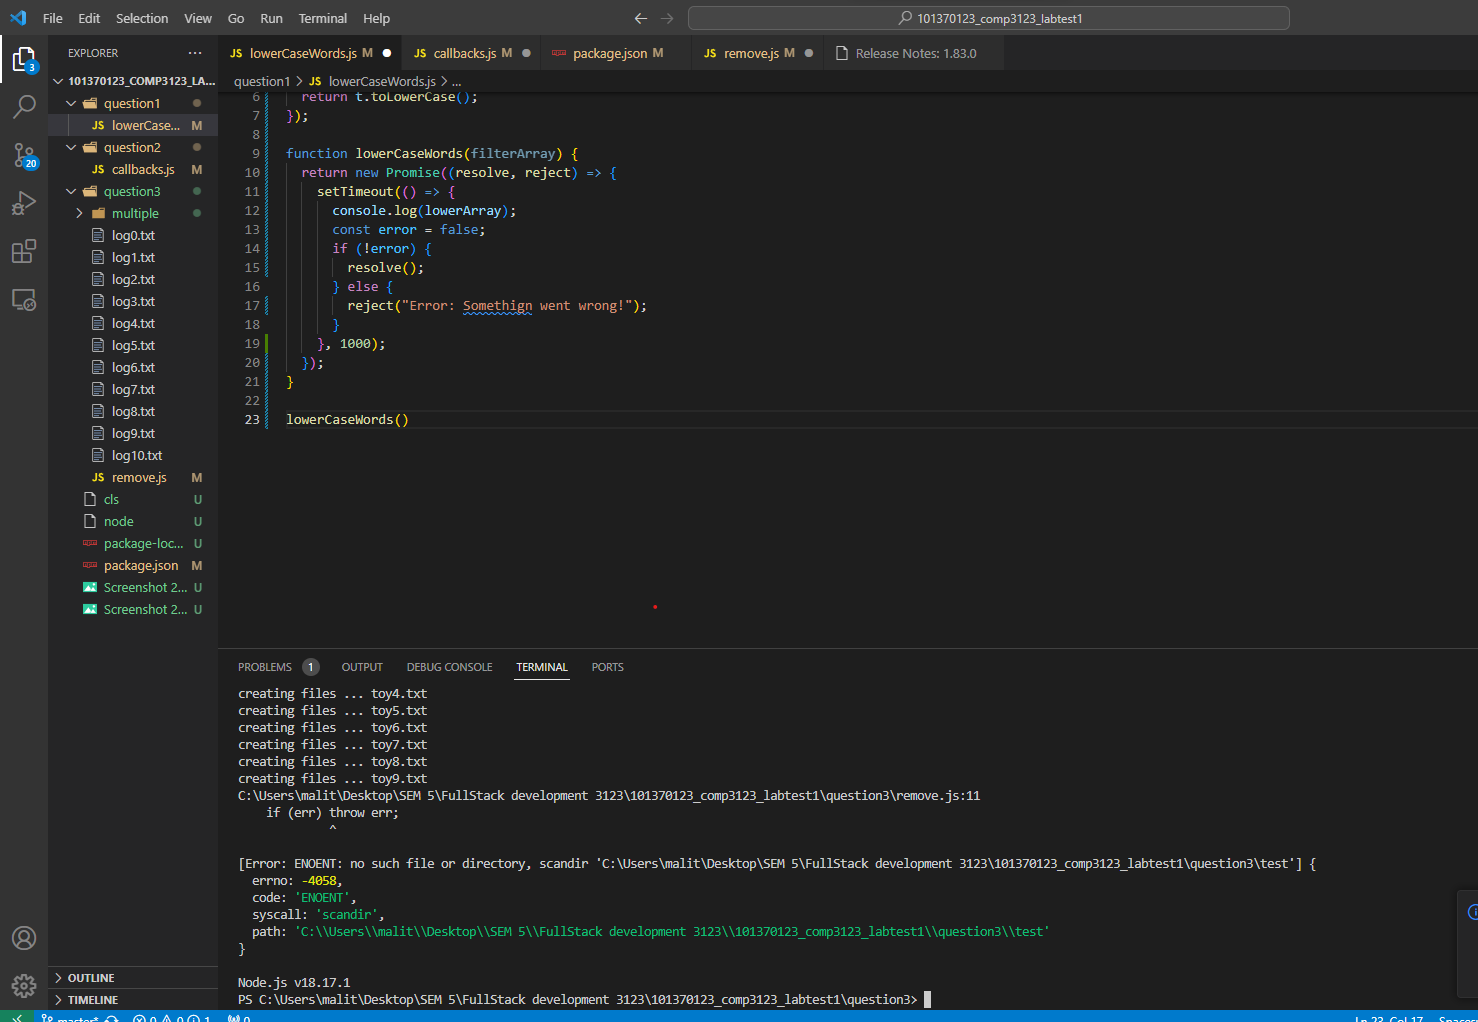 File Edit Selection View Go Run Terminal Help
101370123_comp3123_labtest1
EXPLORER ...
101370123_COMP3123_LA...
question1
JS lowerCase... M
question2
JS callbacks.js M
question3
multiple
log0.txt
log1.txt
log2.txt
log3.txt
log4.txt
log5.txt
log6.txt
log7.txt
log8.txt
log9.txt
log10.txt
JS remove.js M
cls U
node U
package-loc... U
package.json M
Screenshot 2... U
Screenshot 2... U
OUTLINE
TIMELINE
3
20
JS lowerCaseWords.js M JS callbacks.js M package.json M JS remove.js M Release Notes: 1.83.0
question1 > JS lowerCaseWords.js > ...
6 return t.toLowerCase();
7 });
8
9 function lowerCaseWords(filterArray) {
10 return new Promise((resolve, reject) => {
11 setTimeout(() => {
12 console.log(lowerArray);
13 const error = false;
14 if (!error) {
15 resolve();
16 } else {
17 reject("Error: Somethign went wrong!");
18 }
19 }, 1000);
20 });
21 }
22
23 lowerCaseWords()
PROBLEMS 1 OUTPUT DEBUG CONSOLE TERMINAL PORTS
creating files ... toy4.txt
creating files ... toy5.txt
creating files ... toy6.txt
creating files ... toy7.txt
creating files ... toy8.txt
creating files ... toy9.txt
C:\Users\malit\Desktop\SEM 5\FullStack development 3123\101370123_comp3123_labtest1\question3\remove.js:11
if (err) throw err;
^
[Error: ENOENT: no such file or directory, scandir 'C:\Users\malit\Desktop\SEM 5\FullStack development 3123\101370123_comp3123_labtest1\question3\test'] {
errno: -4058,
code: 'ENOENT',
syscall: 'scandir',
path: 'C:\\Users\\malit\\Desktop\\SEM 5\\FullStack development 3123\\101370123_comp3123_labtest1\\question3\\test'
}
Node.js v18.17.1
PS C:\Users\malit\Desktop\SEM 5\FullStack development 3123\101370123_comp3123_labtest1\question3>
master* 0 0 1 0 Ln 23, Col 17 Spaces